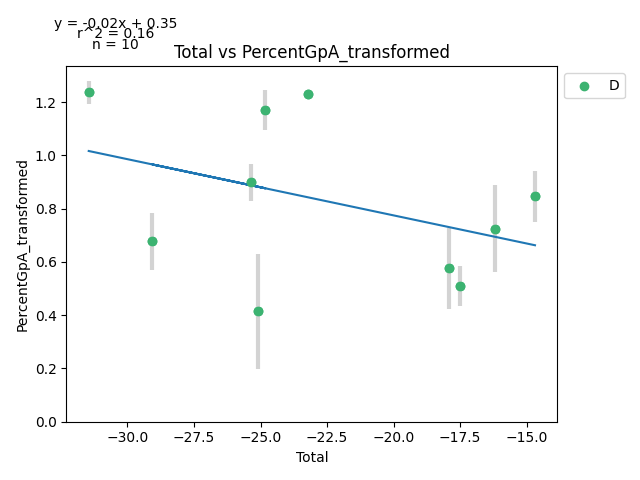 y = -0.02x + 0.35
r^2 = 0.16
n = 10
Total vs PercentGpA_transformed
D
PercentGpA_transformed
1.2
1.0
0.8
0.6
0.4
0.2
0.0
−30.0 −27.5 −25.0 −22.5 −20.0 −17.5 −15.0
Total